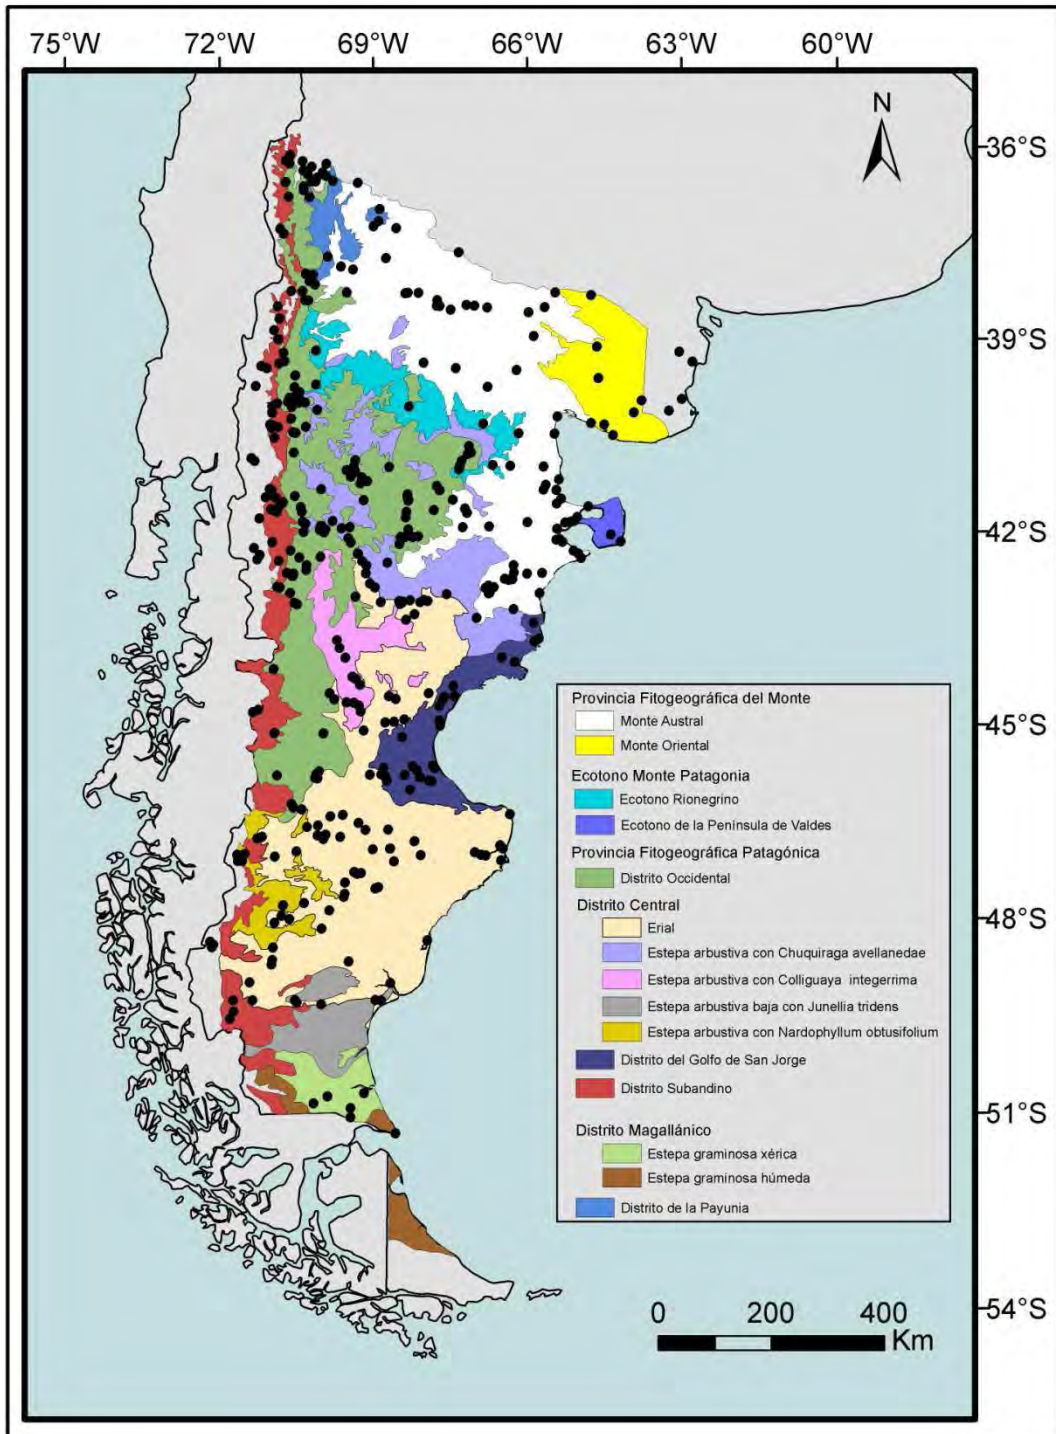 75°W 72°W 69°W 66°W 63°W 60°W
N
36°S
39°S
42°S
45°S
48°S
51°S
54°S
Provincia Fitogeográfica del Monte
Monte Austral
Monte Oriental
Ecotono Monte Patagonia
Ecotono Rionegrino
Ecotono de la Península de Valdes
Provincia Fitogeográfica Patagónica
Distrito Occidental
Distrito Central
Erial
Estepa arbustiva con Chuquiraga avellanedae
Estepa arbustiva con Colliguaya integerrima
Estepa arbustiva baja con Junellia tridens
Estepa arbustiva con Nardophyllum obtusifolium
Distrito del Golfo de San Jorge
Distrito Subandino
Distrito Magallánico
Estepa graminosa xérica
Estepa graminosa húmeda
Distrito de la Payunia
0 200 400
Km